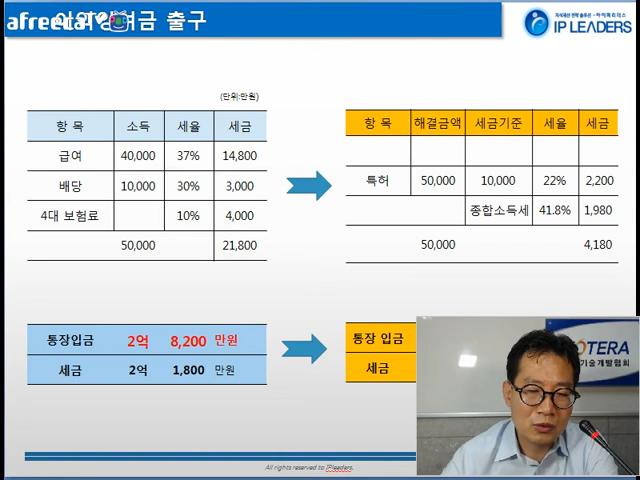 afreecaTV
여금 출구
지식재산 전략 솔루션-아이피리더스
IP LEADERS
(단위:만원)
항 목 소득 세율 세금
급여 40,000 37% 14,800
배당 10,000 30% 3,000
4대 보험료 10% 4,000
50,000 21,800
항 목 해결금액 세금기준 세율 세금
특허 50,000 10,000 22% 2,200
종합소득세 41.8% 1,980
50,000 4,180
통장입금 2억 8,200 만원
세금 2억 1,800 만원
통장 입금
세금
OTERA
기술개발협회
All rights reserved to IPleaders.